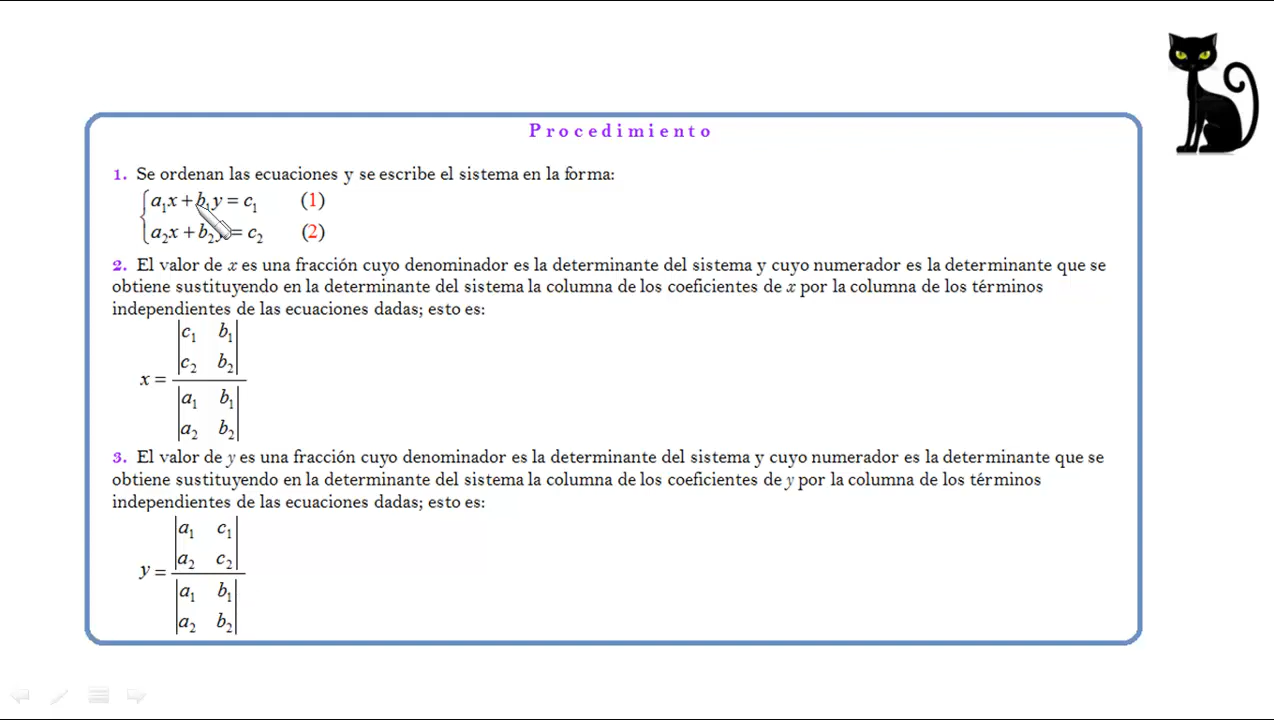 Procedimiento
1. Se ordenan las ecuaciones y se escribe el sistema en la forma:
a₁x + b₁y = c₁ (1)
a₂x + b₂y = c₂ (2)
2. El valor de x es una fracción cuyo denominador es la determinante del sistema y cuyo numerador es la determinante que se
obtiene sustituyendo en la determinante del sistema la columna de los coeficientes de x por la columna de los términos
independientes de las ecuaciones dadas; esto es:
c₁ b₁
c₂ b₂
x =
a₁ b₁
a₂ b₂
3. El valor de y es una fracción cuyo denominador es la determinante del sistema y cuyo numerador es la determinante que se
obtiene sustituyendo en la determinante del sistema la columna de los coeficientes de y por la columna de los términos
independientes de las ecuaciones dadas; esto es:
a₁ c₁
a₂ c₂
y =
a₁ b₁
a₂ b₂